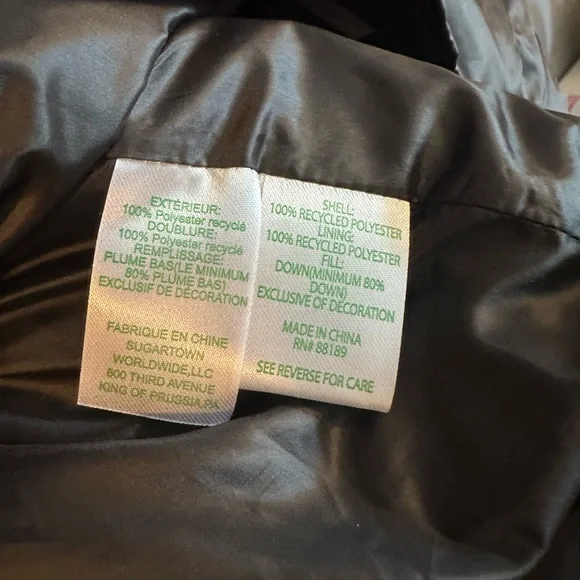 EXTÉRIEUR:
100% Polyester recyclé
DOUBLURE:
100% Polyester recyclé
REMPLISSAGE:
PLUME BAS(LE MINIMUM
80% PLUME BAS)
EXCLUSIF DE DECORATION
FABRIQUE EN CHINE
SUGARTOWN
WORLDWIDE,LLC
800 THIRD AVENUE
KING OF PRUSSIA,PA
SHELL:
100% RECYCLED POLYESTER
LINING:
100% RECYCLED POLYESTER
FILL:
DOWN(MINIMUM 80%
DOWN)
EXCLUSIVE OF DECORATION
MADE IN CHINA
RN# 88189
SEE REVERSE FOR CARE